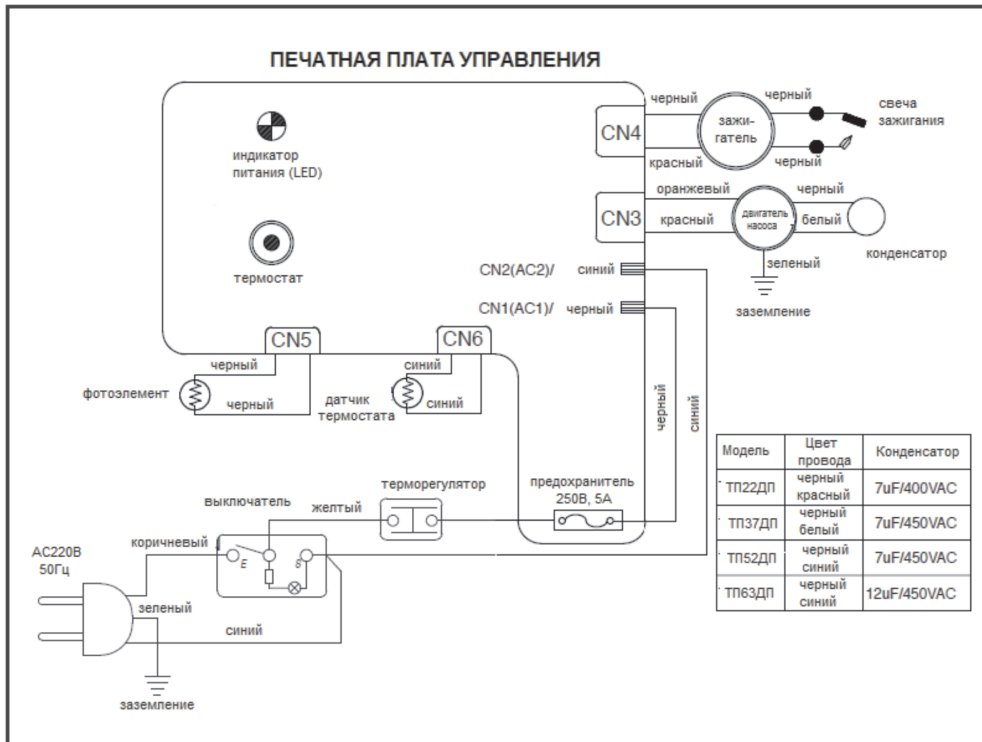 ПЕЧАТНАЯ ПЛАТА УПРАВЛЕНИЯ
индикатор
питания (LED)
термостат
CN4
черный
красный
зажи-
гатель
черный
черный
свеча
зажигания
CN3
оранжевый
красный
двигатель
насоса
черный
белый
конденсатор
зеленый
заземление
CN2(AC2)/ синий
CN1(AC1)/ черный
черный
синий
CN5
черный
черный
фотоэлемент
CN6
синий
синий
датчик
термостата
предохранитель
250В, 5А
терморегулятор
желтый
выключатель
E
S
коричневый
АС220В
50Гц
зеленый
синий
заземление
Модель Цвет провода Конденсатор
ТП22ДП черный красный 7uF/400VAC
ТП37ДП черный белый 7uF/450VAC
ТП52ДП черный синий 7uF/450VAC
ТП63ДП черный синий 12uF/450VAC